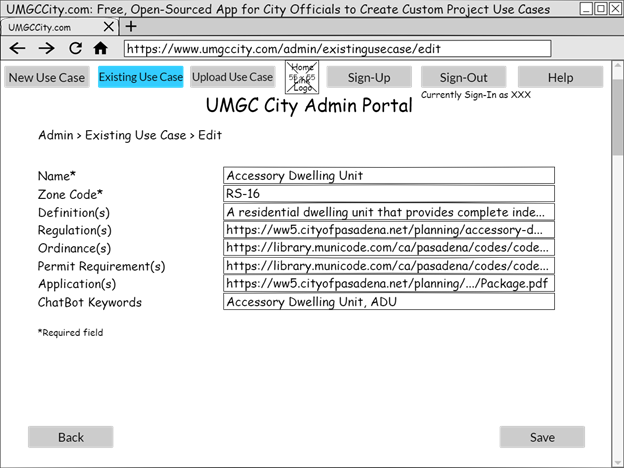 UMGCCity.com: Free, Open-Sourced App for City Officials to Create Custom Project Use Cases
UMGCCity.com
https://www.umgccity.com/admin/existingusecase/edit
New Use Case Existing Use Case Upload Use Case Home Link Logo Sign-Up Sign-Out Help
Currently Sign-In as XXX
UMGC City Admin Portal
Admin > Existing Use Case > Edit
Name* Accessory Dwelling Unit
Zone Code* RS-16
Definition(s) A residential dwelling unit that provides complete inde...
Regulation(s) https://ww5.cityofpasadena.net/planning/accessory-d...
Ordinance(s) https://library.municode.com/ca/pasadena/codes/code...
Permit Requirement(s) https://library.municode.com/ca/pasadena/codes/code...
Application(s) https://ww5.cityofpasadena.net/planning/.../Package.pdf
ChatBot Keywords Accessory Dwelling Unit, ADU
*Required field
Back Save